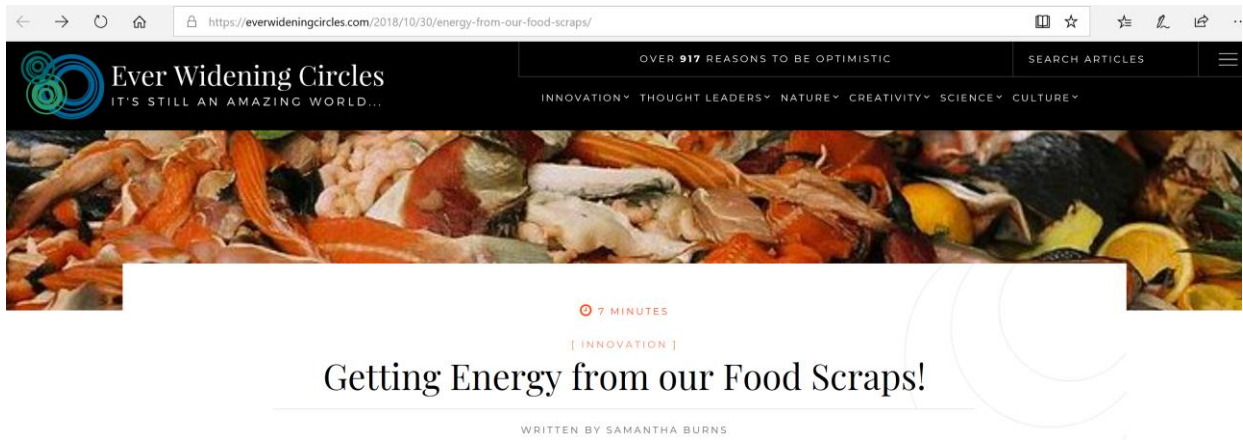 https://everwideningcircles.com/2018/10/30/energy-from-our-food-scraps/
OVER 917 REASONS TO BE OPTIMISTIC
SEARCH ARTICLES
Ever Widening Circles
IT'S STILL AN AMAZING WORLD...
INNOVATION THOUGHT LEADERS NATURE CREATIVITY SCIENCE CULTURE
7 MINUTES
[ INNOVATION ]
Getting Energy from our Food Scraps!
WRITTEN BY SAMANTHA BURNS